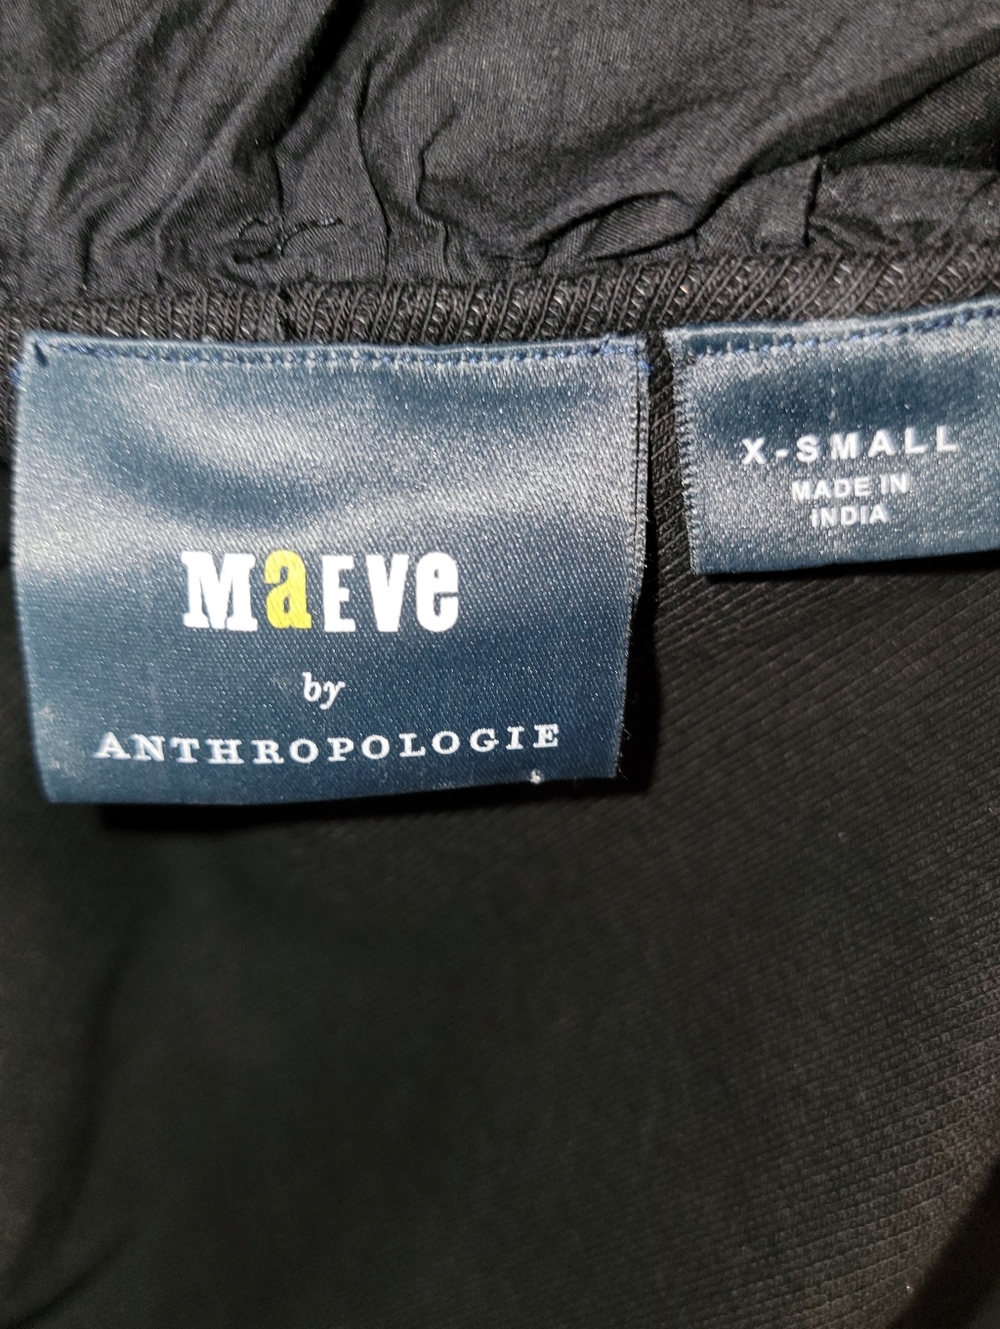 MaEVe
by
ANTHROPOLOGIE
X-SMALL
MADE IN
INDIA